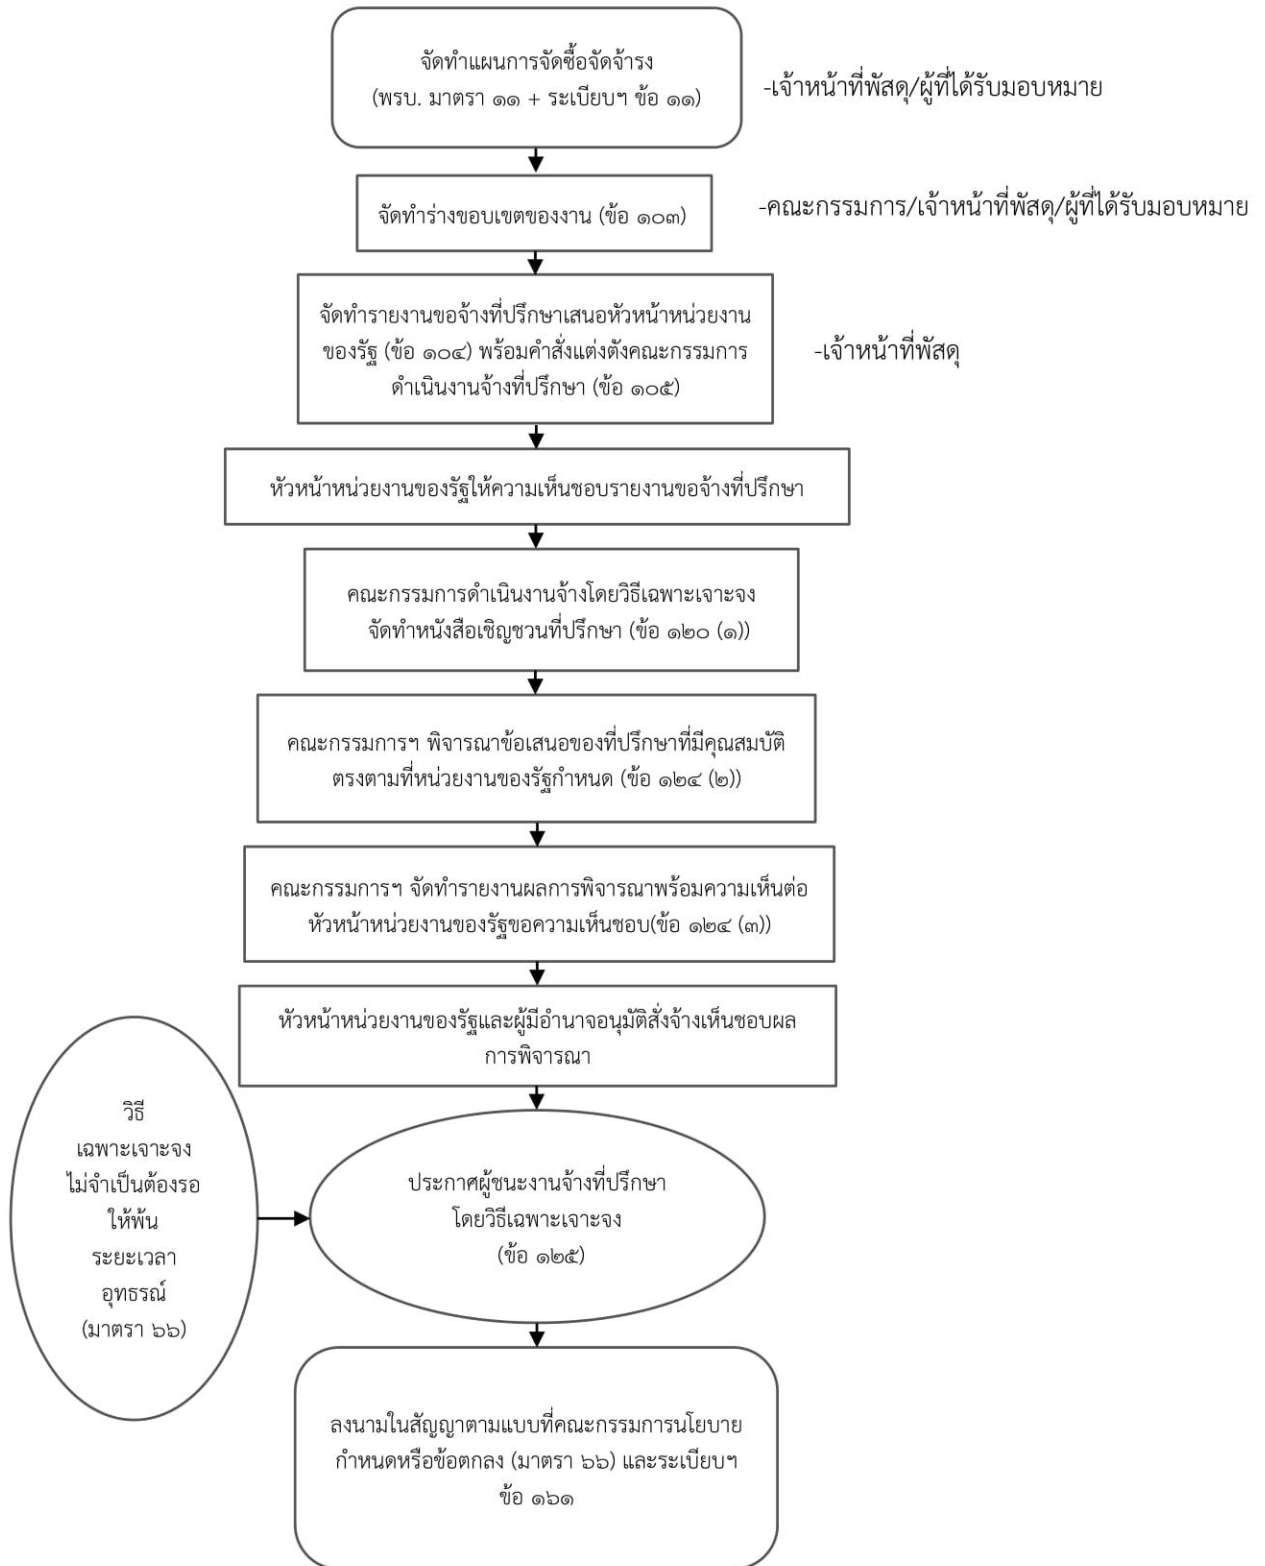 จัดทำแผนการจัดซื้อจัดจ้ารง
(พรบ. มาตรา ๑๑ + ระเบียบฯ ข้อ ๑๑)
-เจ้าหน้าที่พัสดุ/ผู้ที่ได้รับมอบหมาย
จัดทำร่างขอบเขตของงาน (ข้อ ๑๐๓)
-คณะกรรมการ/เจ้าหน้าที่พัสดุ/ผู้ที่ได้รับมอบหมาย
จัดทำรายงานขอจ้างที่ปรึกษาเสนอหัวหน้าหน่วยงาน
ของรัฐ (ข้อ ๑๐๔) พร้อมคำสั่งแต่งตังคณะกรรมการ
ดำเนินงานจ้างที่ปรึกษา (ข้อ ๑๐๕)
-เจ้าหน้าที่พัสดุ
หัวหน้าหน่วยงานของรัฐให้ความเห็นชอบรายงานขอจ้างที่ปรึกษา
คณะกรรมการดำเนินงานจ้างโดยวิธีเฉพาะเจาะจง
จัดทำหนังสือเชิญชวนที่ปรึกษา (ข้อ ๑๒๐ (๑))
คณะกรรมการฯ พิจารณาข้อเสนอของที่ปรึกษาที่มีคุณสมบัติ
ตรงตามที่หน่วยงานของรัฐกำหนด (ข้อ ๑๒๔ (๒))
คณะกรรมการฯ จัดทำรายงานผลการพิจารณาพร้อมความเห็นต่อ
หัวหน้าหน่วยงานของรัฐขอความเห็นชอบ(ข้อ ๑๒๔ (๓))
หัวหน้าหน่วยงานของรัฐและผู้มีอำนาจอนุมัติสั่งจ้างเห็นชอบผล
การพิจารณา
วิธี
เฉพาะเจาะจง
ไม่จำเป็นต้องรอ
ให้พ้น
ระยะเวลา
อุทธรณ์
(มาตรา ๖๖)
ประกาศผู้ชนะงานจ้างที่ปรึกษา
โดยวิธีเฉพาะเจาะจง
(ข้อ ๑๒๕)
ลงนามในสัญญาตามแบบที่คณะกรรมการนโยบาย
กำหนดหรือข้อตกลง (มาตรา ๖๖) และระเบียบฯ
ข้อ ๑๖๑